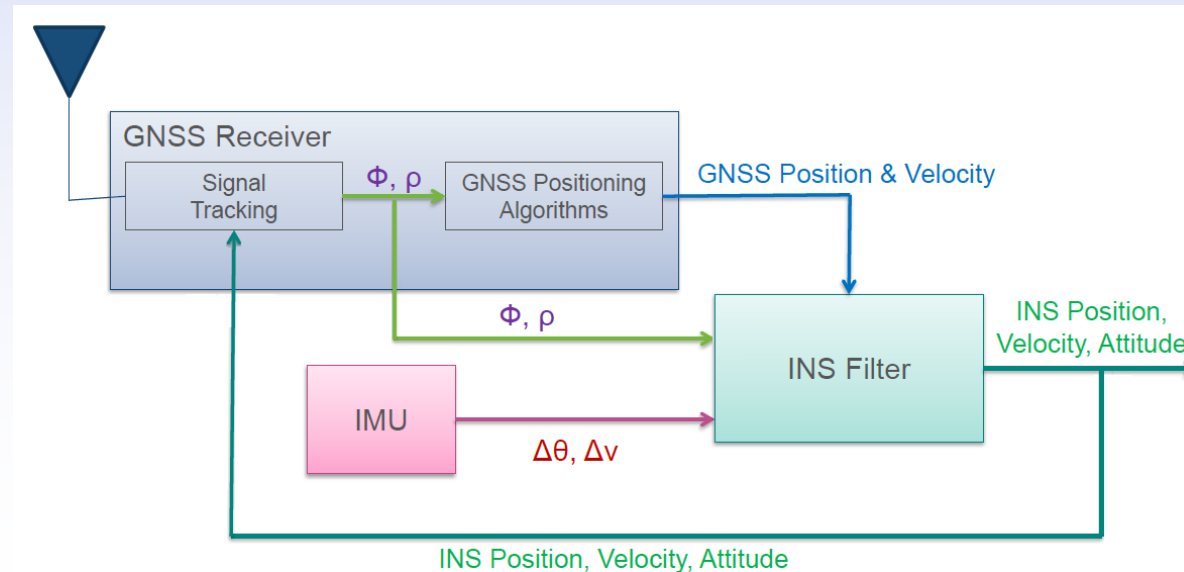 GNSS Receiver
Signal
Tracking
Φ, ρ
GNSS Positioning
Algorithms
GNSS Position & Velocity
Φ, ρ
INS Position,
Velocity, Attitude
INS Filter
IMU
Δθ, Δv
INS Position, Velocity, Attitude